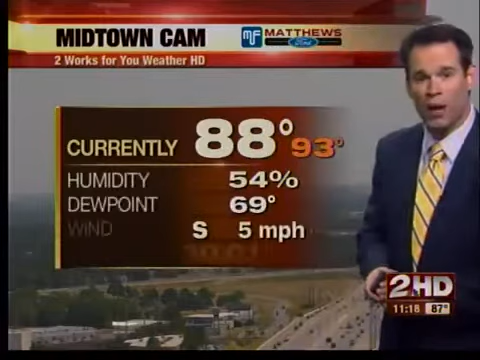 MIDTOWN CAM
MF MATTHEWS
Ford
2 Works for You Weather HD
CURRENTLY 88° 93°
HUMIDITY 54%
DEWPOINT 69°
WIND S 5 mph
2HD
11:18 87°